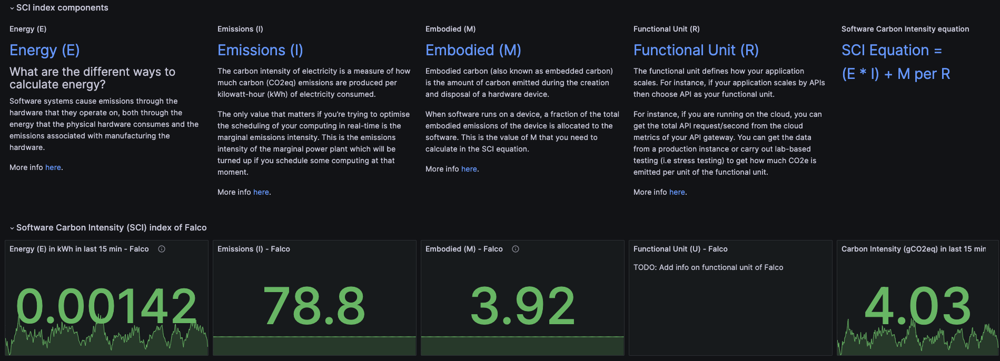 SCI index components
Energy (E)
Energy (E)
What are the different ways to
calculate energy?
Software systems cause emissions through the
hardware that they operate on, both through the
energy that the physical hardware consumes and the
emissions associated with manufacturing the
hardware.
More info here.
Emissions (I)
Emissions (I)
The carbon intensity of electricity is a measure of how
much carbon (CO2eq) emissions are produced per
kilowatt-hour (kWh) of electricity consumed.
The only value that matters if you're trying to optimise
the scheduling of your computing in real-time is the
marginal emissions intensity. This is the emissions
intensity of the marginal power plant which will be
turned up if you schedule some computing at that
moment.
More info here.
Embodied (M)
Embodied (M)
Embodied carbon (also known as embedded carbon)
is the amount of carbon emitted during the creation
and disposal of a hardware device.
When software runs on a device, a fraction of the total
embodied emissions of the device is allocated to the
software. This is the value of M that you need to
calculate in the SCI equation.
More info here.
Functional Unit (R)
Functional Unit (R)
The functional unit defines how your application
scales. For instance, if your application scales by APIs
then choose API as your functional unit.
For instance, if you are running on the cloud, you can
get the total API request/second from the cloud
metrics of your API gateway. You can get the data
from a production instance or carry out lab-based
testing (i.e stress testing) to get how much CO2e is
emitted per unit of the functional unit.
More info here.
Software Carbon Intensity equation
SCI Equation =
(E * I) + M per R
Software Carbon Intensity (SCI) index of Falco
Energy (E) in kWh in last 15 min - Falco
0.00142
Emissions (I) - Falco
78.8
Embodied (M) - Falco
3.92
Functional Unit (U) - Falco
TODO: Add info on functional unit of Falco
Carbon Intensity (gCO2eq) in last 15 min
4.03